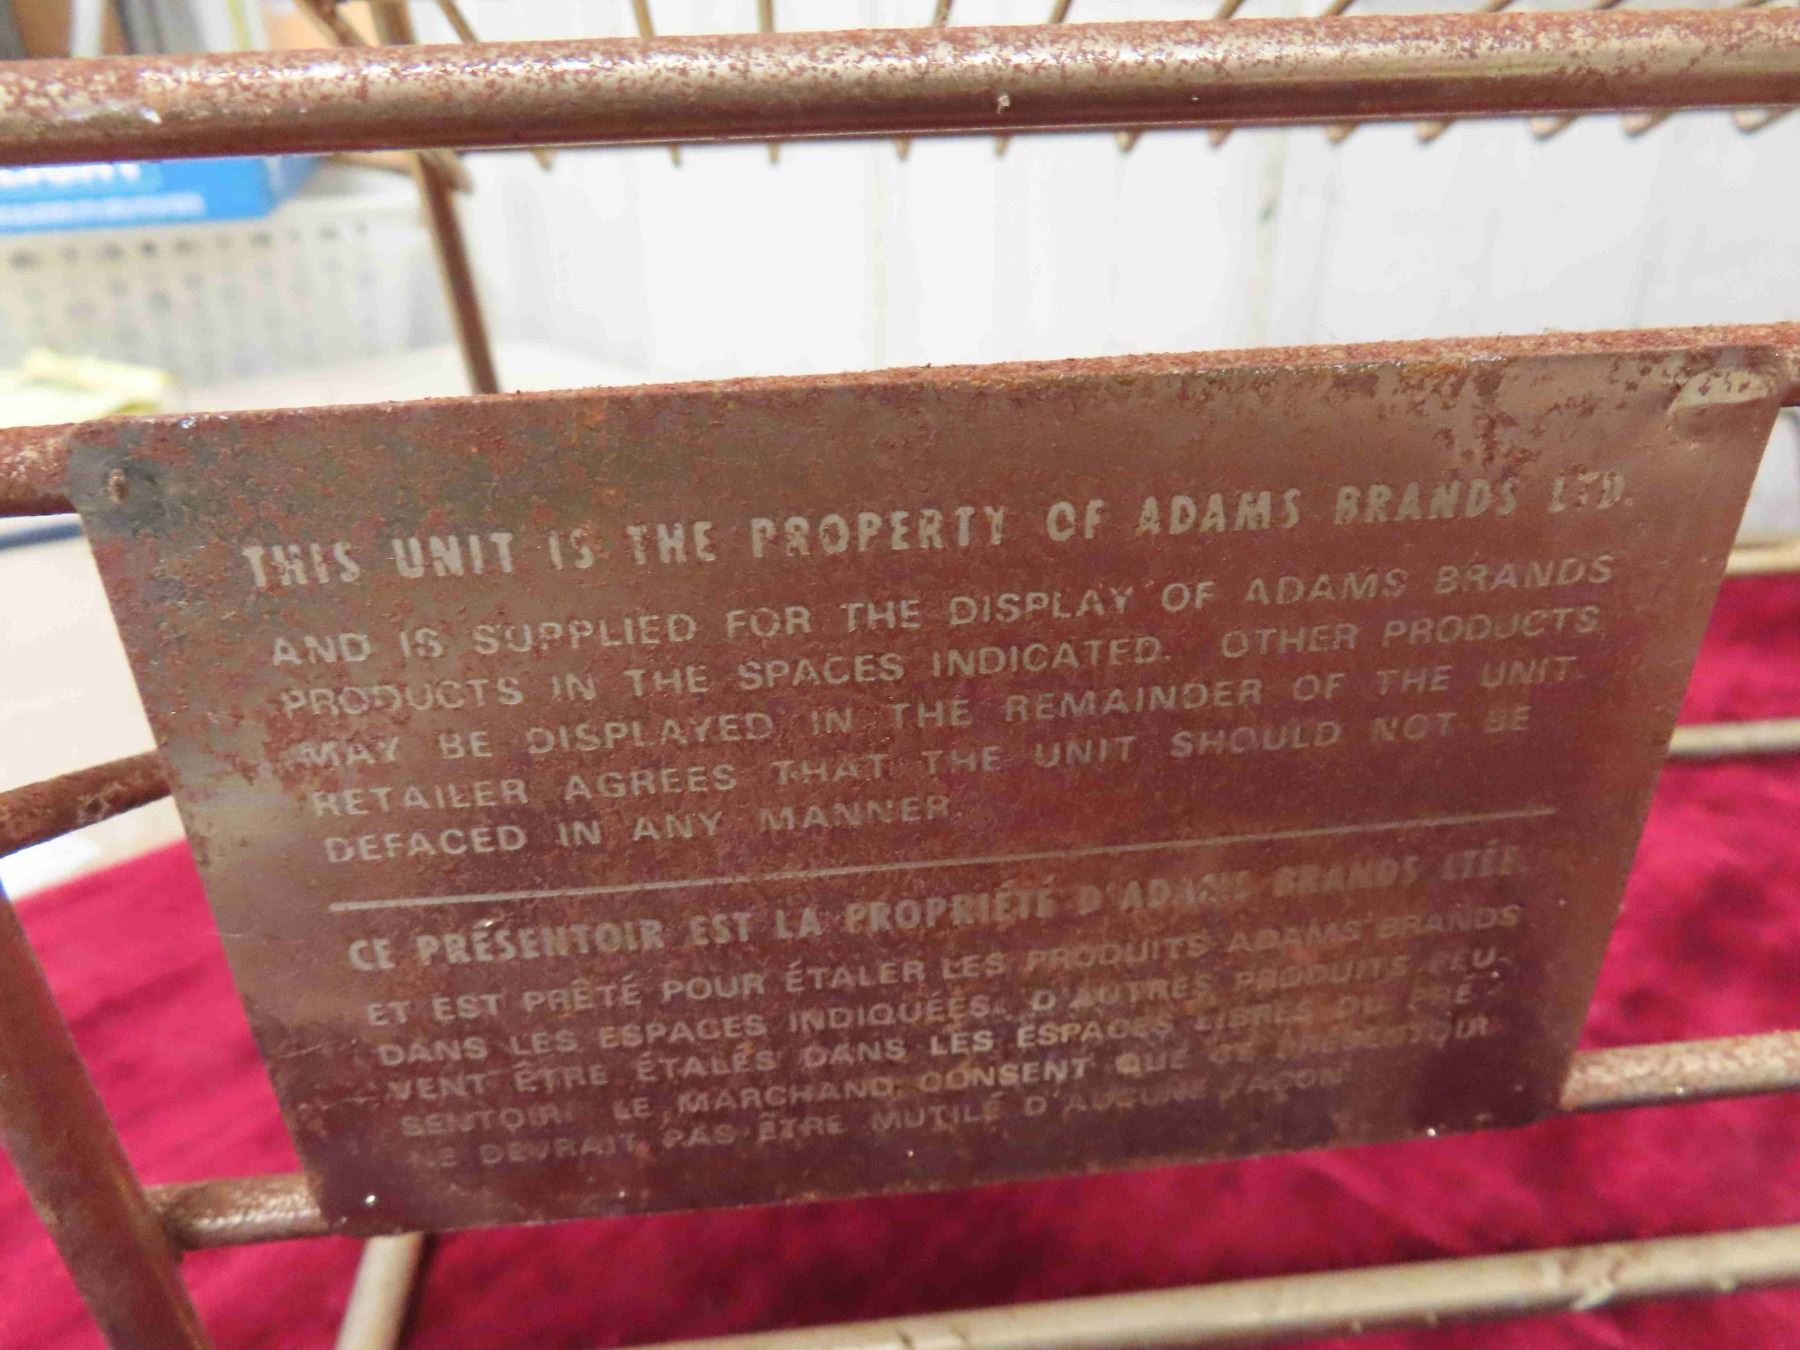 THIS UNIT IS THE PROPERTY OF ADAMS BRANDS LTD.
AND IS SUPPLIED FOR THE DISPLAY OF ADAMS BRANDS
PRODUCTS IN THE SPACES INDICATED. OTHER PRODUCTS
MAY BE DISPLAYED IN THE REMAINDER OF THE UNIT.
RETAILER AGREES THAT THE UNIT SHOULD NOT BE
DEFACED IN ANY MANNER.
CE PRÉSENTOIR EST LA PROPRIÉTÉ D'ADAMS BRANDS LTÉE.
ET EST PRÊTÉ POUR ÉTALER LES PRODUITS ADAMS BRANDS
DANS LES ESPACES INDIQUÉES. D'AUTRES PRODUITS PEU-
VENT ÊTRE ÉTALÉS DANS LES ESPACES LIBRES DU PRÉ-
SENTOIR. LE MARCHAND CONSENT QUE CE PRÉSENTOIR
NE DEVRAIT PAS ÊTRE MUTILÉ D'AUCUNE FAÇON